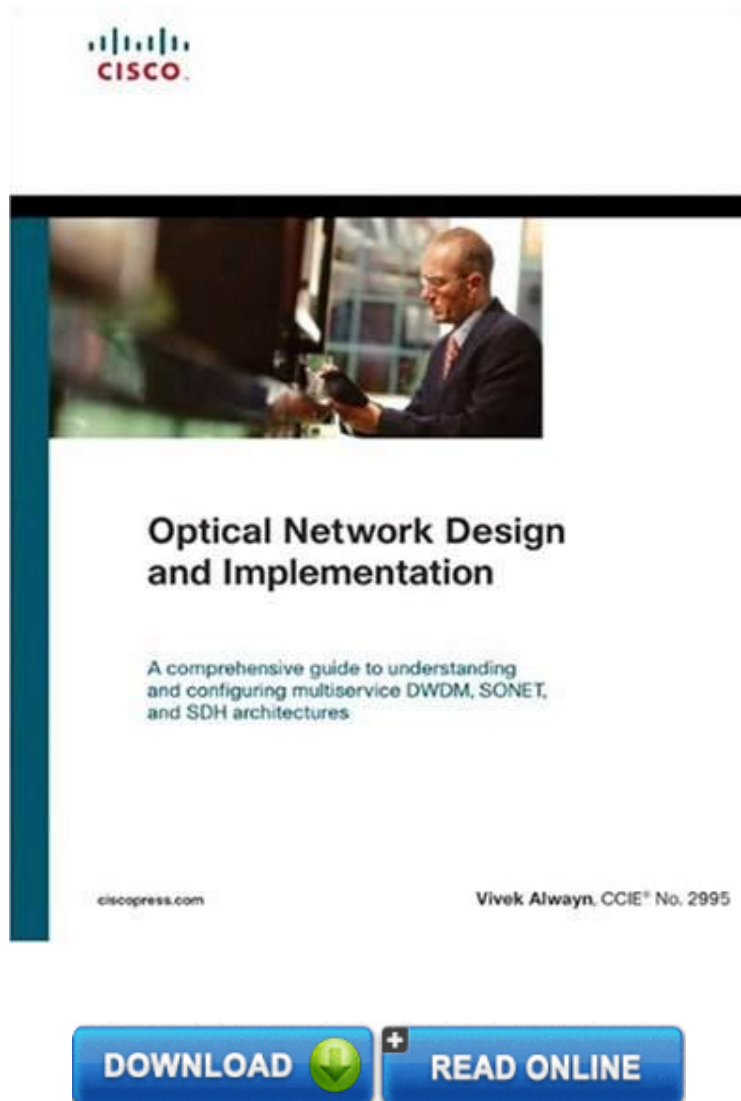 CISCO.
Optical Network Design
and Implementation
A comprehensive guide to understanding
and configuring multiservice DWDM, SONET,
and SDH architectures
ciscopress.com
Vivek Alwayn, CCIE® No. 2995
DOWNLOAD
READ ONLINE